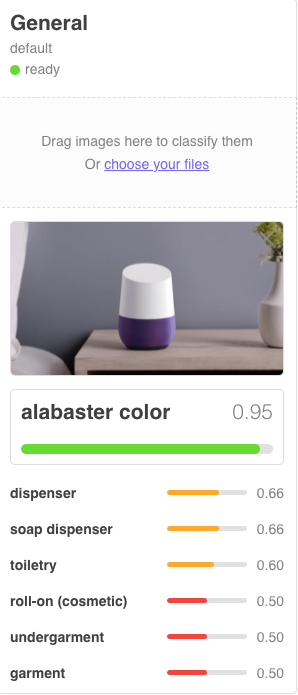 General
default
ready
Drag images here to classify them
Or choose your files
alabaster color 0.95
dispenser 0.66
soap dispenser 0.66
toiletry 0.60
roll-on (cosmetic) 0.50
undergarment 0.50
garment 0.50